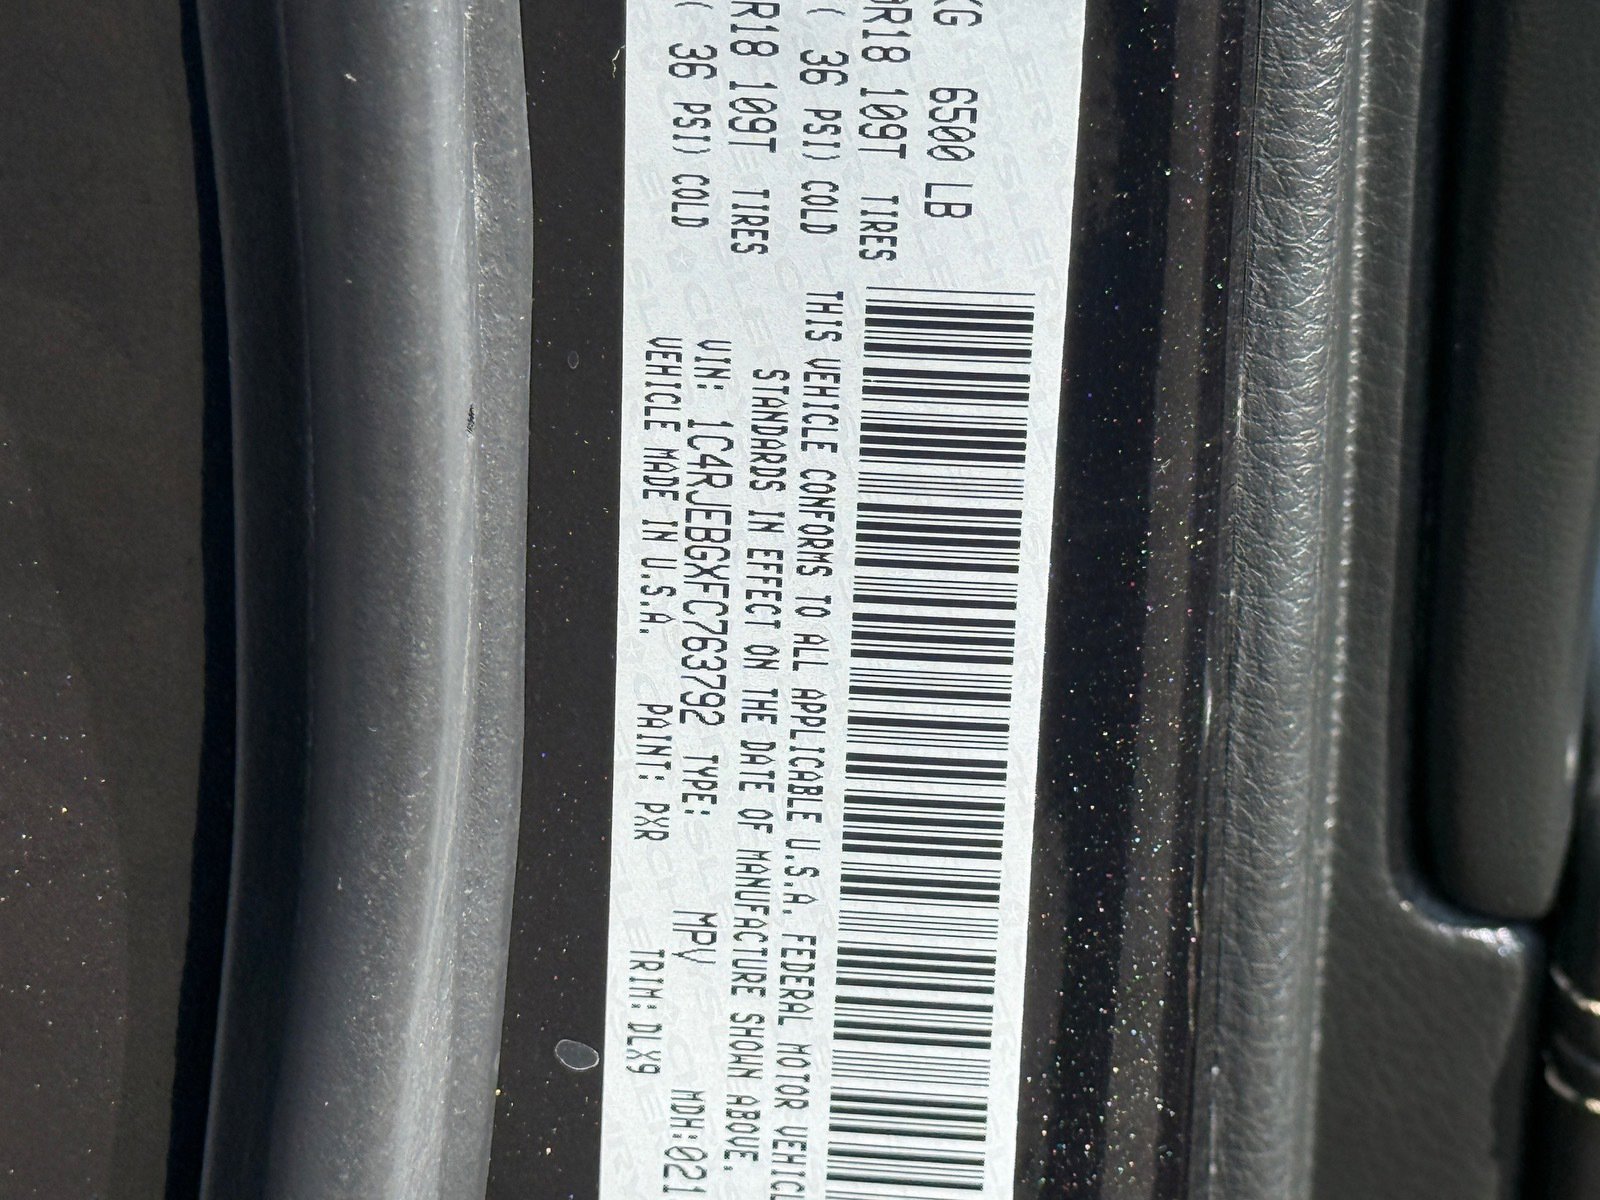 KG 6500 LB
R18 109T TIRES
( 36 PSI) COLD
R18 109T TIRES
( 36 PSI) COLD
THIS VEHICLE CONFORMS TO ALL APPLICABLE U.S.A. FEDERAL MOTOR VEHIC
STANDARDS IN EFFECT ON THE DATE OF MANUFACTURE SHOWN ABOVE.
VIN: 1C4RJEBGXFC763792 TYPE: MPV MDH:021
VEHICLE MADE IN U.S.A. PAINT: PXR TRIM: DLX9